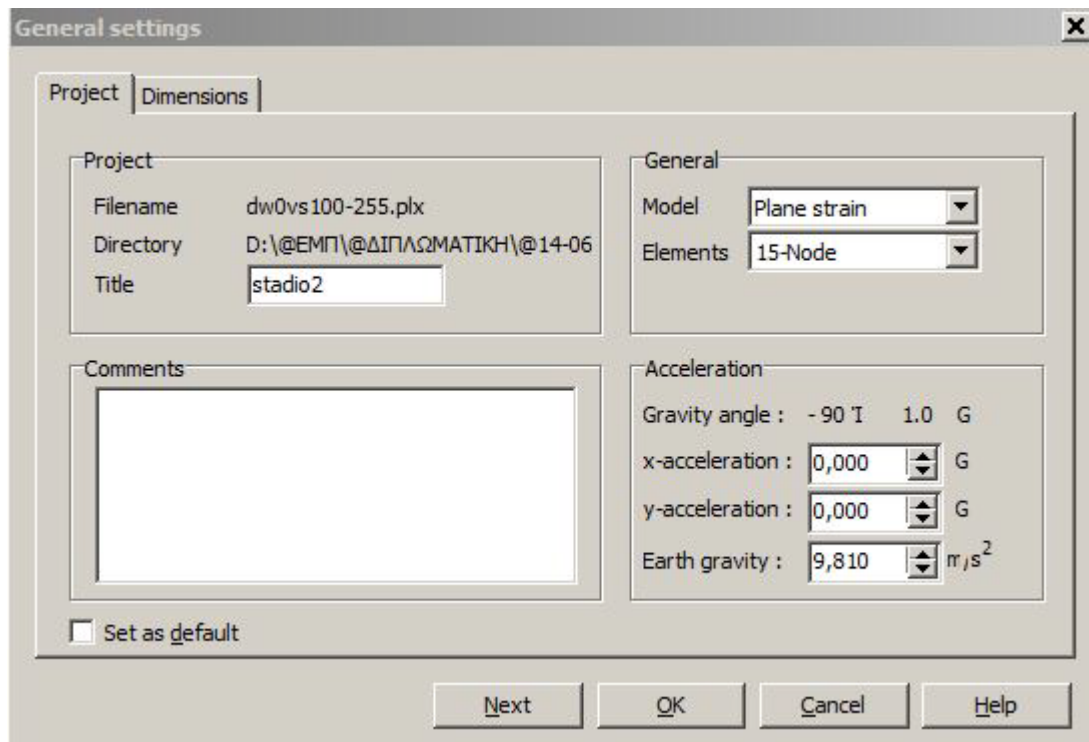 General settings
Project
Dimensions
Project
Filename dw0vs100-255.plx
Directory D:\@ΕΜΠ\@ΔΙΠΛΩΜΑΤΙΚΗ\@14-06
Title stadio2
General
Model Plane strain
Elements 15-Node
Comments
Acceleration
Gravity angle : - 90 Ί 1.0 G
x-acceleration : 0,000 G
y-acceleration : 0,000 G
Earth gravity : 9,810 m/s²
Set as default
Next
OK
Cancel
Help